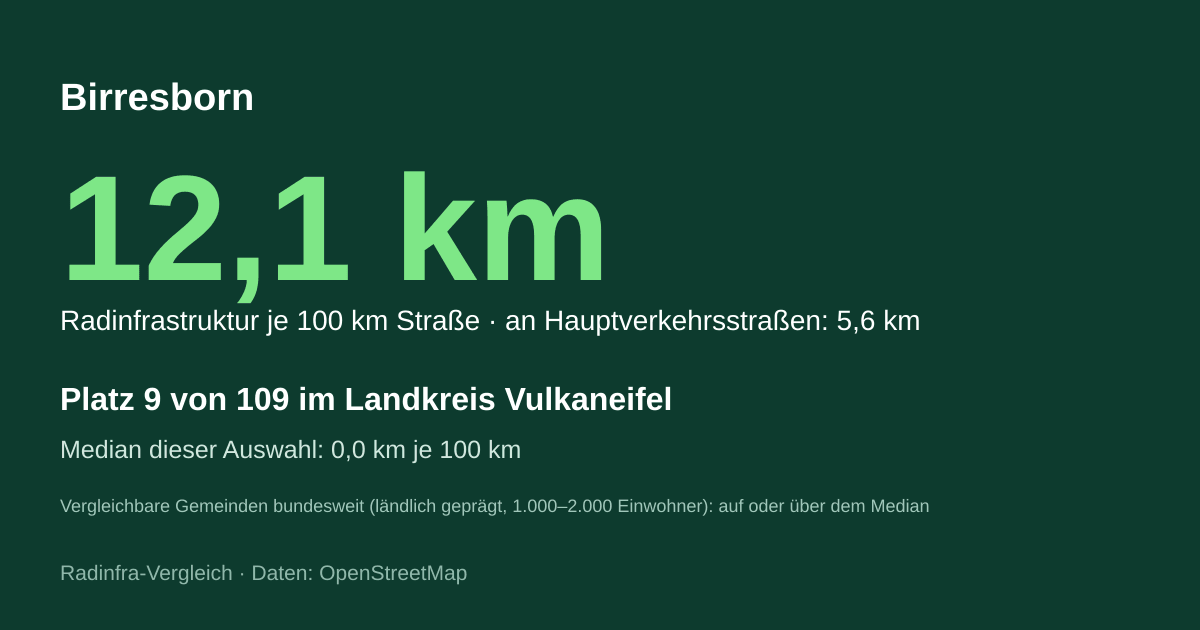 Birresborn
12,1 km
Radinfrastruktur je 100 km Straße · an Hauptverkehrsstraßen: 5,6 km
Platz 9 von 109 im Landkreis Vulkaneifel
Median dieser Auswahl: 0,0 km je 100 km
Vergleichbare Gemeinden bundesweit (ländlich geprägt, 1.000–2.000 Einwohner): auf oder über dem Median
Radinfra-Vergleich · Daten: OpenStreetMap